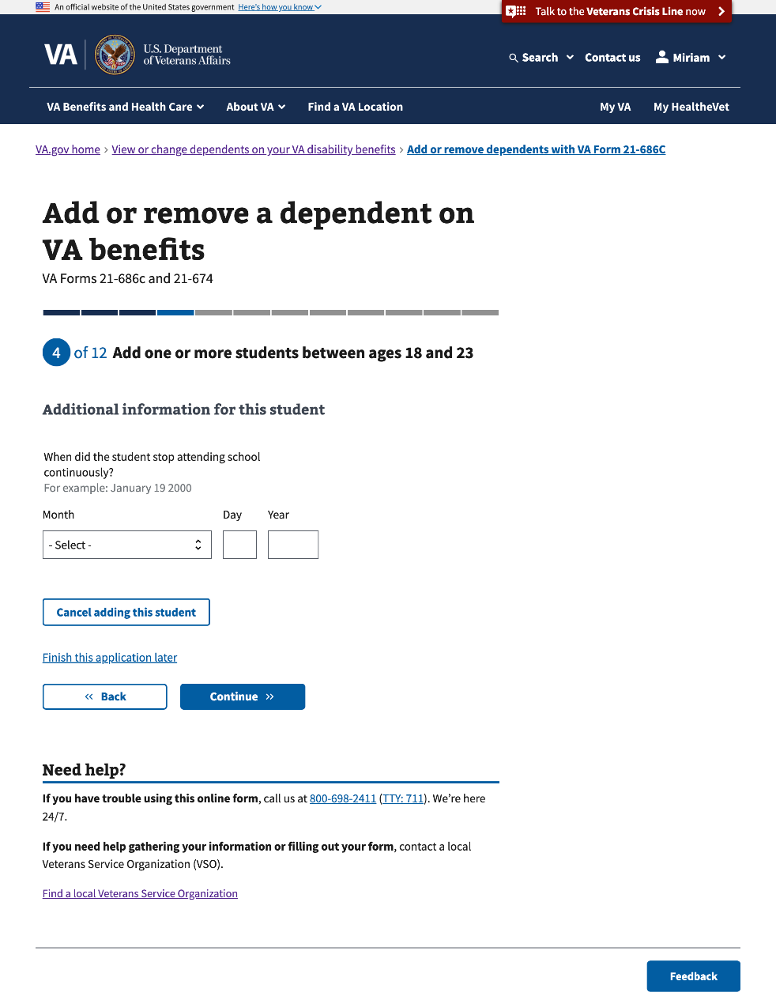 An official website of the United States government Here's how you know
Talk to the Veterans Crisis Line now
VA
U.S. Department
of Veterans Affairs
Search
Contact us
Miriam
VA Benefits and Health Care
About VA
Find a VA Location
My VA
My HealtheVet
VA.gov home › View or change dependents on your VA disability benefits › Add or remove dependents with VA Form 21-686C
Add or remove a dependent on
VA benefits
VA Forms 21-686c and 21-674
4 of 12 Add one or more students between ages 18 and 23
Additional information for this student
When did the student stop attending school
continuously?
For example: January 19 2000
Month Day Year
- Select -
Cancel adding this student
Finish this application later
Back
Continue
Need help?
If you have trouble using this online form, call us at 800-698-2411 (TTY: 711). We're here
24/7.
If you need help gathering your information or filling out your form, contact a local
Veterans Service Organization (VSO).
Find a local Veterans Service Organization
Feedback